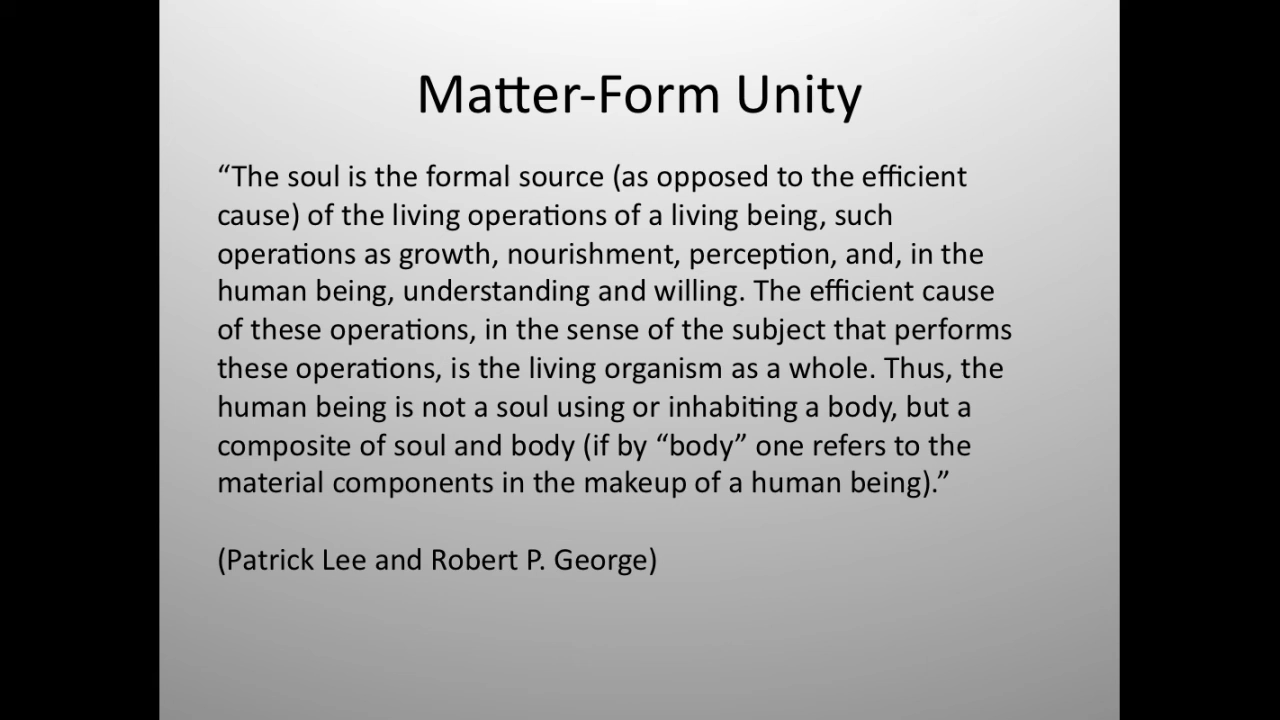 Matter-Form Unity
“The soul is the formal source (as opposed to the efficient
cause) of the living operations of a living being, such
operations as growth, nourishment, perception, and, in the
human being, understanding and willing. The efficient cause
of these operations, in the sense of the subject that performs
these operations, is the living organism as a whole. Thus, the
human being is not a soul using or inhabiting a body, but a
composite of soul and body (if by “body” one refers to the
material components in the makeup of a human being).”
(Patrick Lee and Robert P. George)